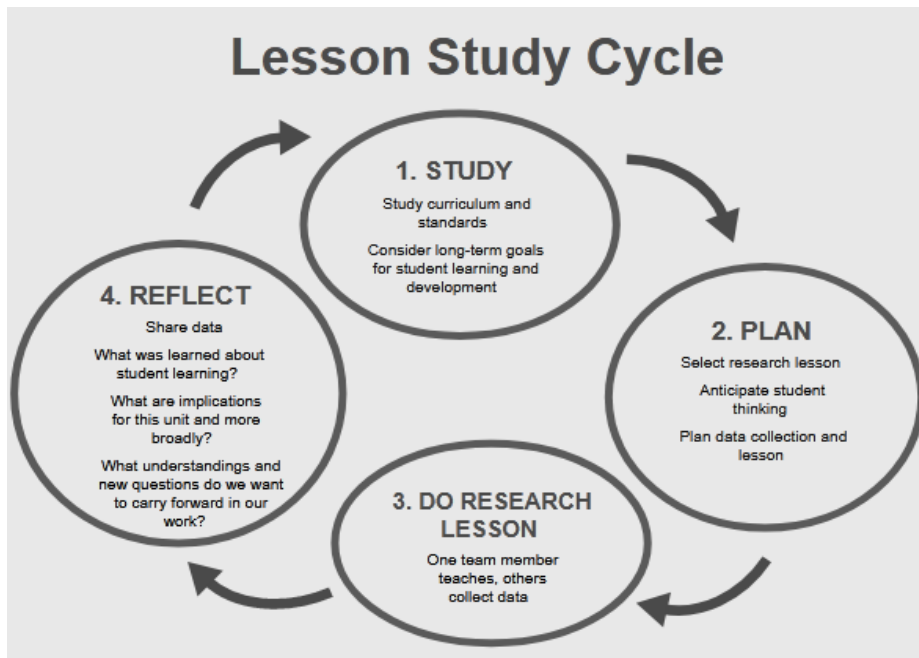 Lesson Study Cycle
1. STUDY
Study curriculum and
standards
Consider long-term goals
for student learning and
development
2. PLAN
Select research lesson
Anticipate student
thinking
Plan data collection and
lesson
3. DO RESEARCH
LESSON
One team member
teaches, others
collect data
4. REFLECT
Share data
What was learned about
student learning?
What are implications
for this unit and more
broadly?
What understandings and
new questions do we want
to carry forward in our
work?